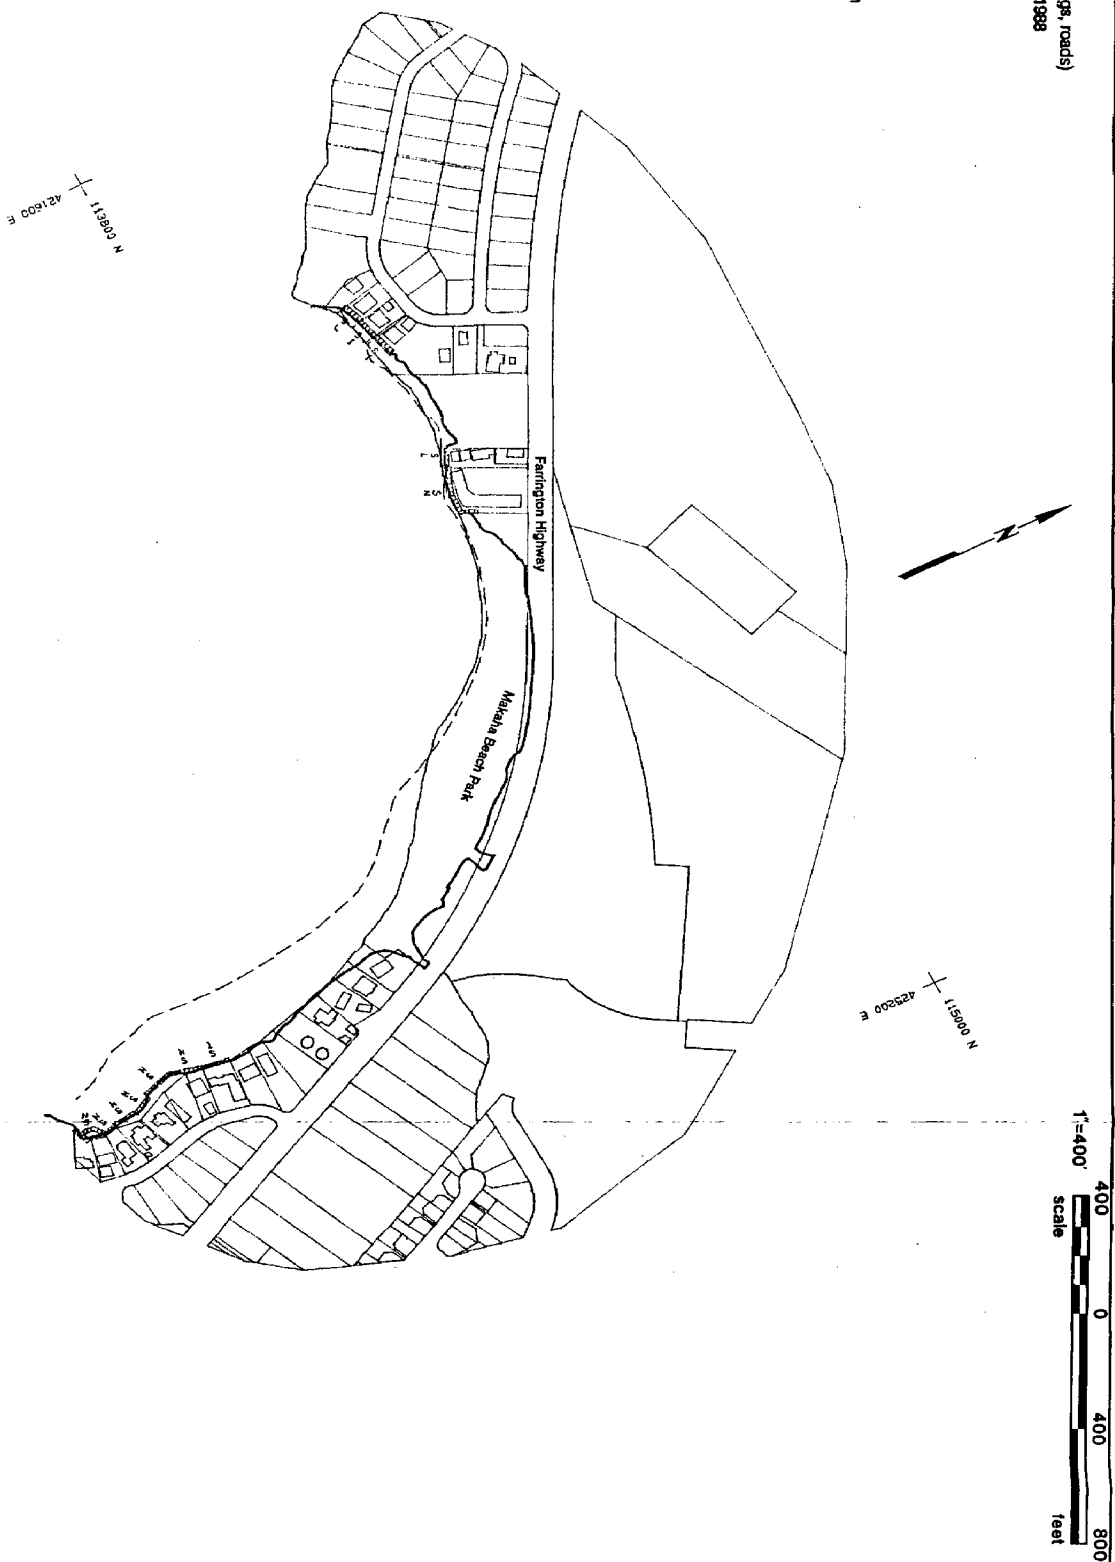 gs, roads)
1988
113800 N
421600 E
Farrington Highway
N
Makaha Beach Park
115000 N
425200 E
1"=400'
400 0 400 800
scale feet